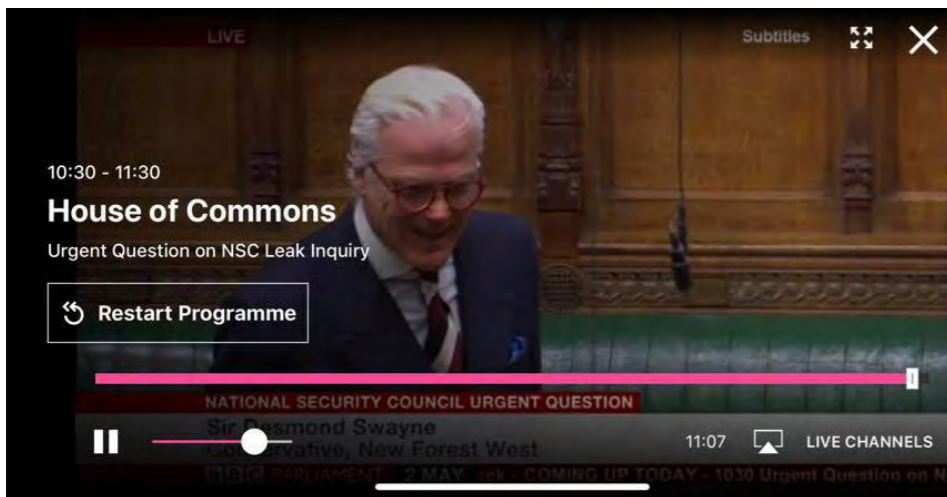 LIVE
Subtitles
10:30 - 11:30
House of Commons
Urgent Question on NSC Leak Inquiry
Restart Programme
NATIONAL SECURITY COUNCIL URGENT QUESTION
Sir Desmond Swayne
Conservative, New Forest West
11:07
LIVE CHANNELS
BBC PARLIAMENT 2 MAY - COMING UP TODAY - 1030 Urgent Question on N